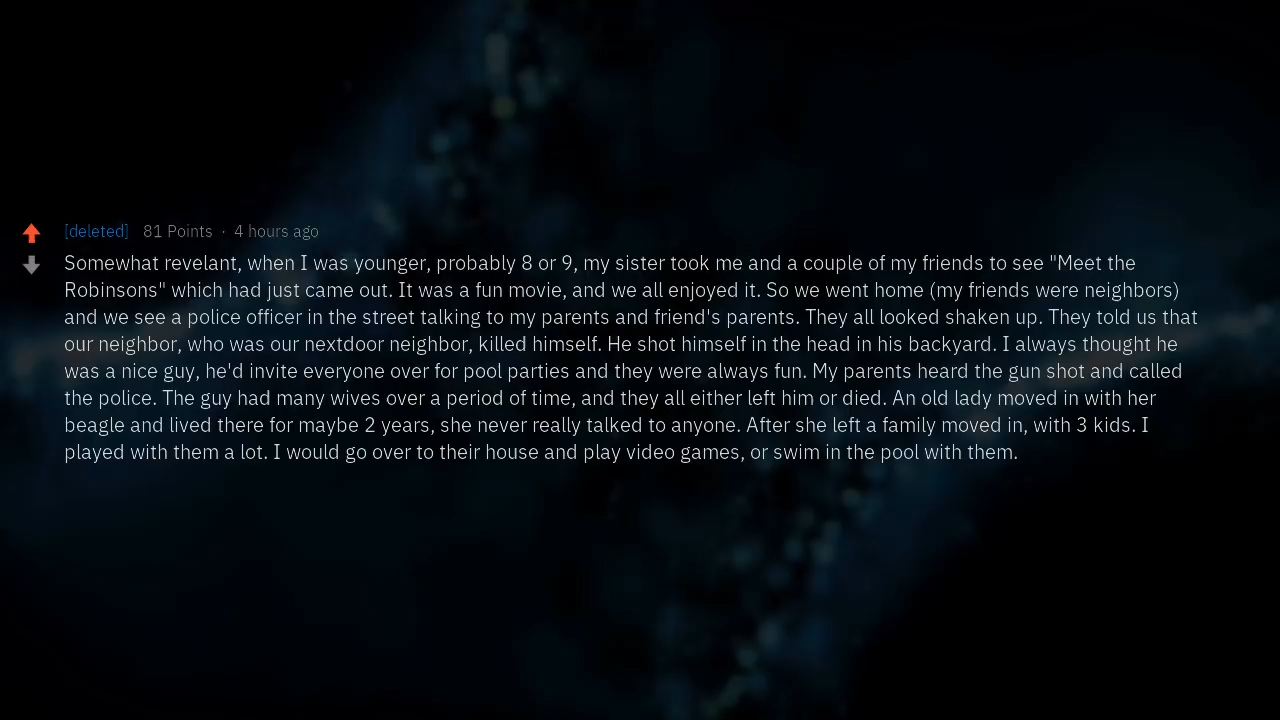 [deleted] 81 Points · 4 hours ago
Somewhat revelant, when I was younger, probably 8 or 9, my sister took me and a couple of my friends to see "Meet the
Robinsons" which had just came out. It was a fun movie, and we all enjoyed it. So we went home (my friends were neighbors)
and we see a police officer in the street talking to my parents and friend's parents. They all looked shaken up. They told us that
our neighbor, who was our nextdoor neighbor, killed himself. He shot himself in the head in his backyard. I always thought he
was a nice guy, he'd invite everyone over for pool parties and they were always fun. My parents heard the gun shot and called
the police. The guy had many wives over a period of time, and they all either left him or died. An old lady moved in with her
beagle and lived there for maybe 2 years, she never really talked to anyone. After she left a family moved in, with 3 kids. I
played with them a lot. I would go over to their house and play video games, or swim in the pool with them.